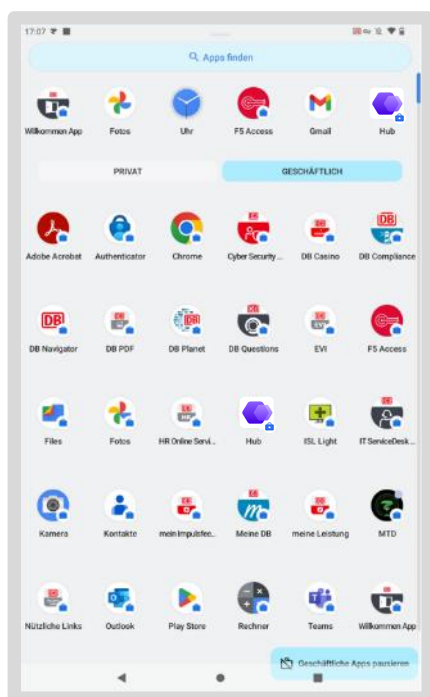 17:07
Apps finden
Willkommen App Fotos Uhr F5 Access Gmail Hub
PRIVAT GESCHÄFTLICH
Adobe Acrobat Authenticator Chrome Cyber Security ... DB Casino DB Compliance
DB DB
DB Navigator DB PDF DB Planet DB Questions EVI F5 Access
Files Fotos HR Online Servi... Hub ISL Light IT ServiceDesk ...
Kamera Kontakte mein Impulsfee... Meine DB meine Leistung MTD
Nützliche Links Outlook Play Store Rechner Teams Willkommen App
Geschäftliche Apps pausieren